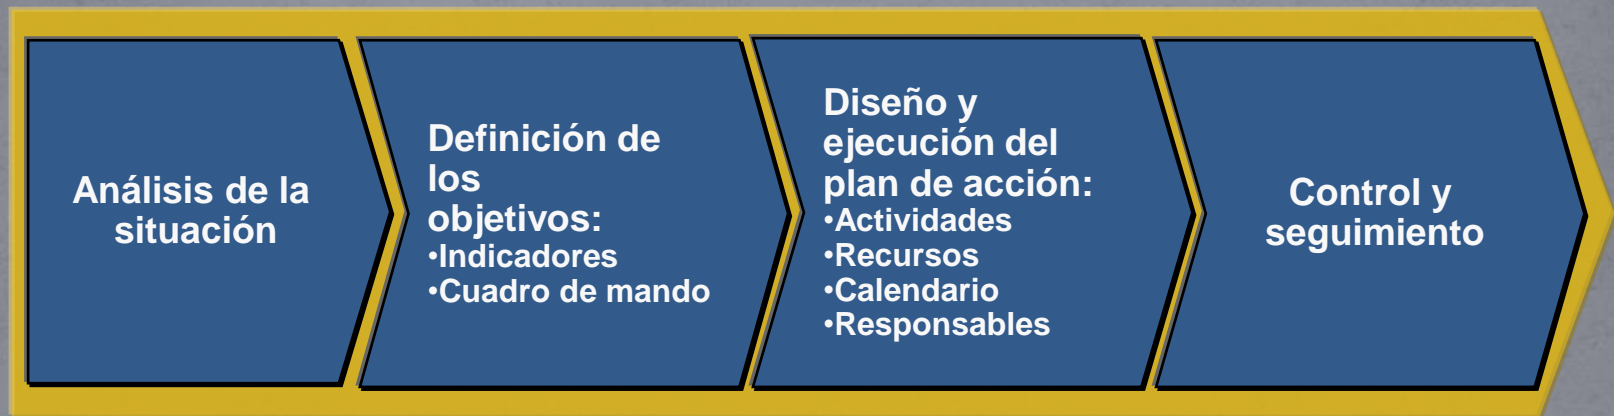 Análisis de la
situación
Definición de
los
objetivos:
•Indicadores
•Cuadro de mando
Diseño y
ejecución del
plan de acción:
•Actividades
•Recursos
•Calendario
•Responsables
Control y
seguimiento